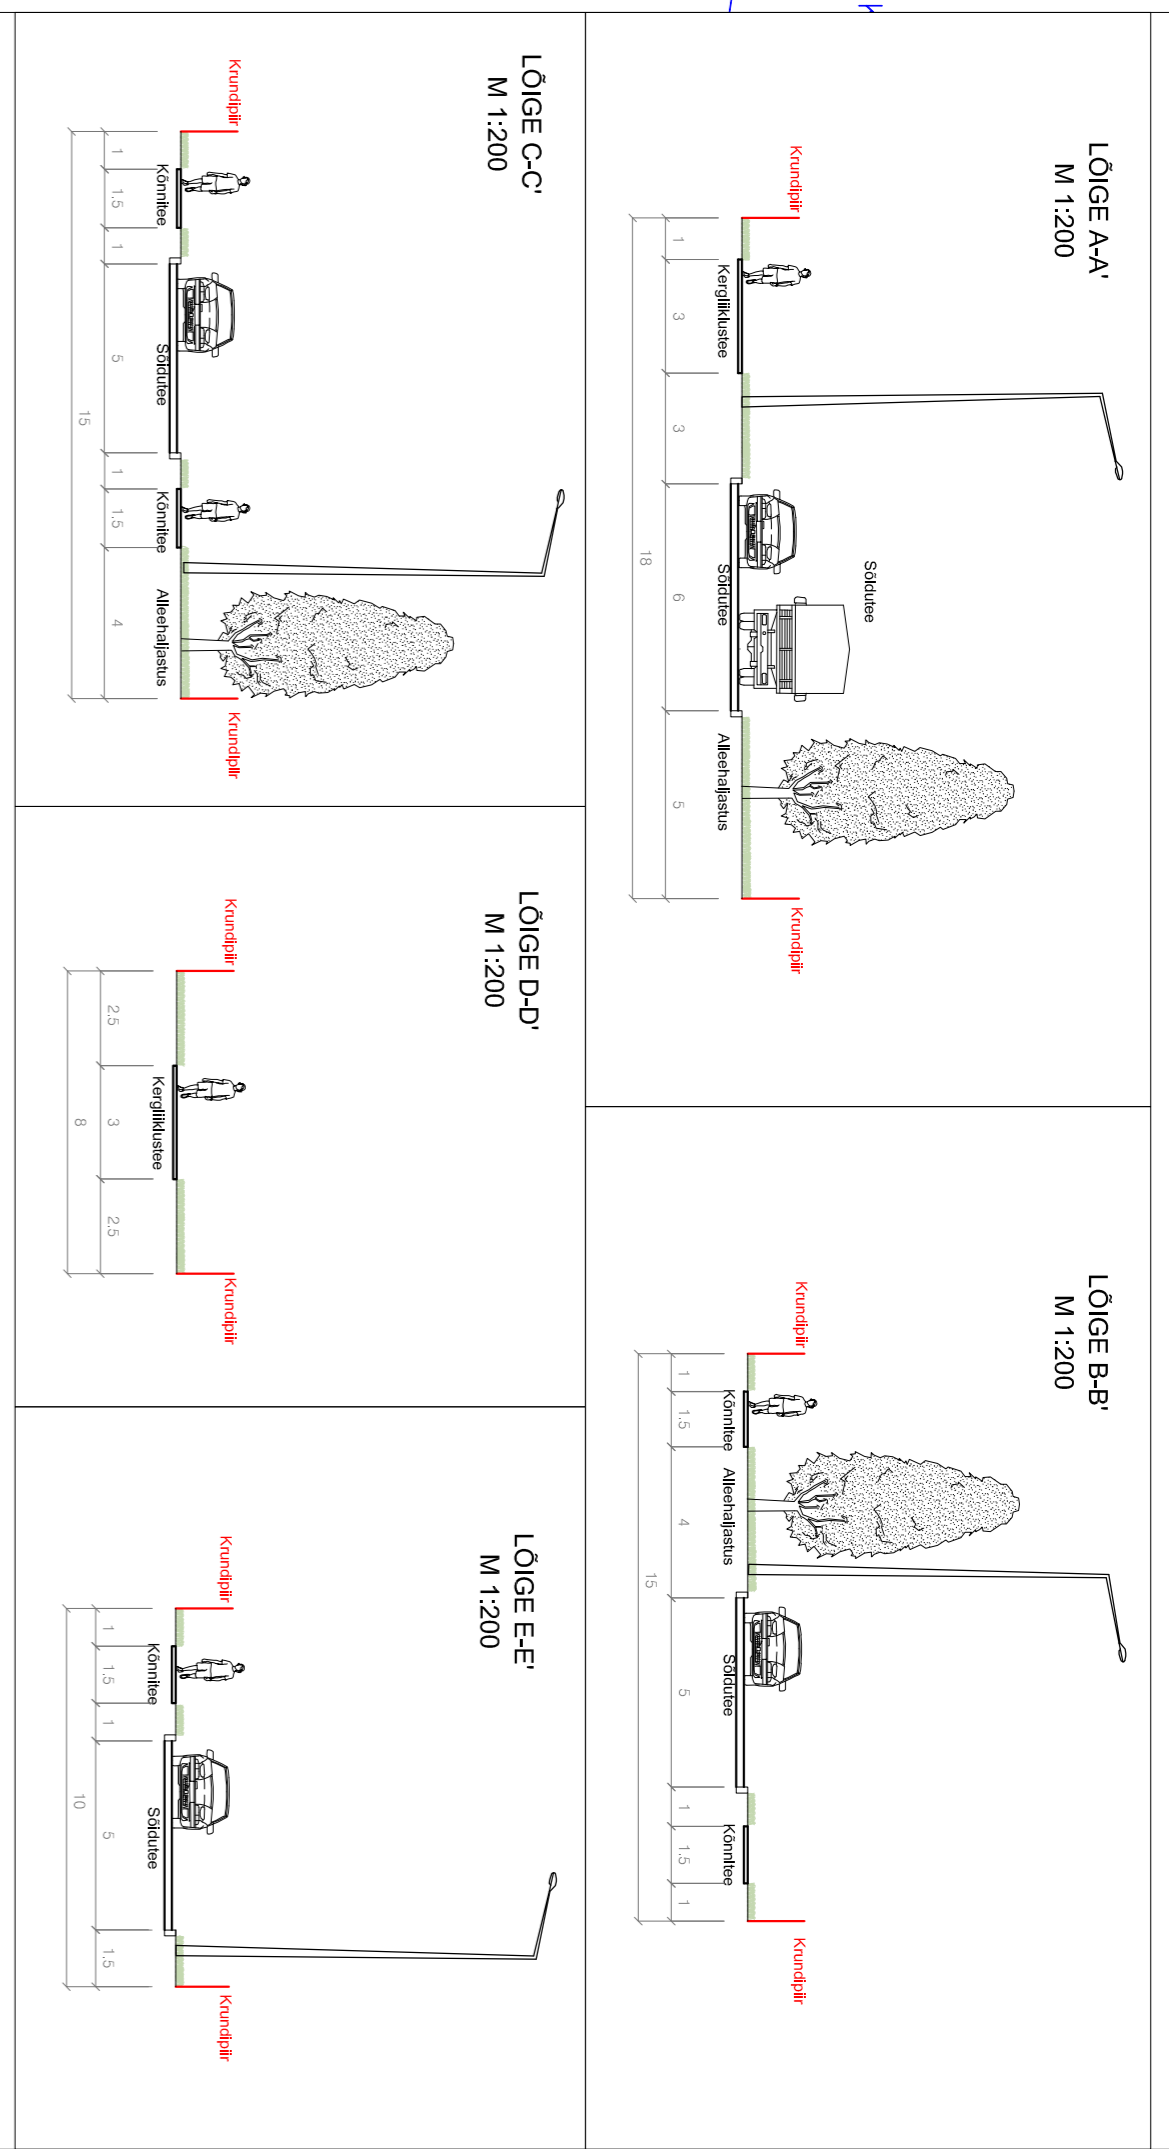 LÕIGE A-A'
M 1:200
Krundipiir
Sõidutee
Kergliiklustee
Sõidutee
Alleehaljastus
Krundipiir
1
3
3
6
5
18
LÕIGE B-B'
M 1:200
Krundipiir
Kõnnitee
Alleehaljastus
Sõidutee
Kõnnitee
Krundipiir
1
1,5
4
5
1
1,5
1
15
LÕIGE C-C'
M 1:200
Krundipiir
Kõnnitee
Sõidutee
Kõnnitee
Alleehaljastus
Krundipiir
1
1,5
1
5
1
1,5
4
15
LÕIGE D-D'
M 1:200
Krundipiir
Kergliiklustee
Krundipiir
2,5
3
2,5
8
LÕIGE E-E'
M 1:200
Krundipiir
Kõnnitee
Sõidutee
Krundipiir
1
1,5
1
5
1,5
10